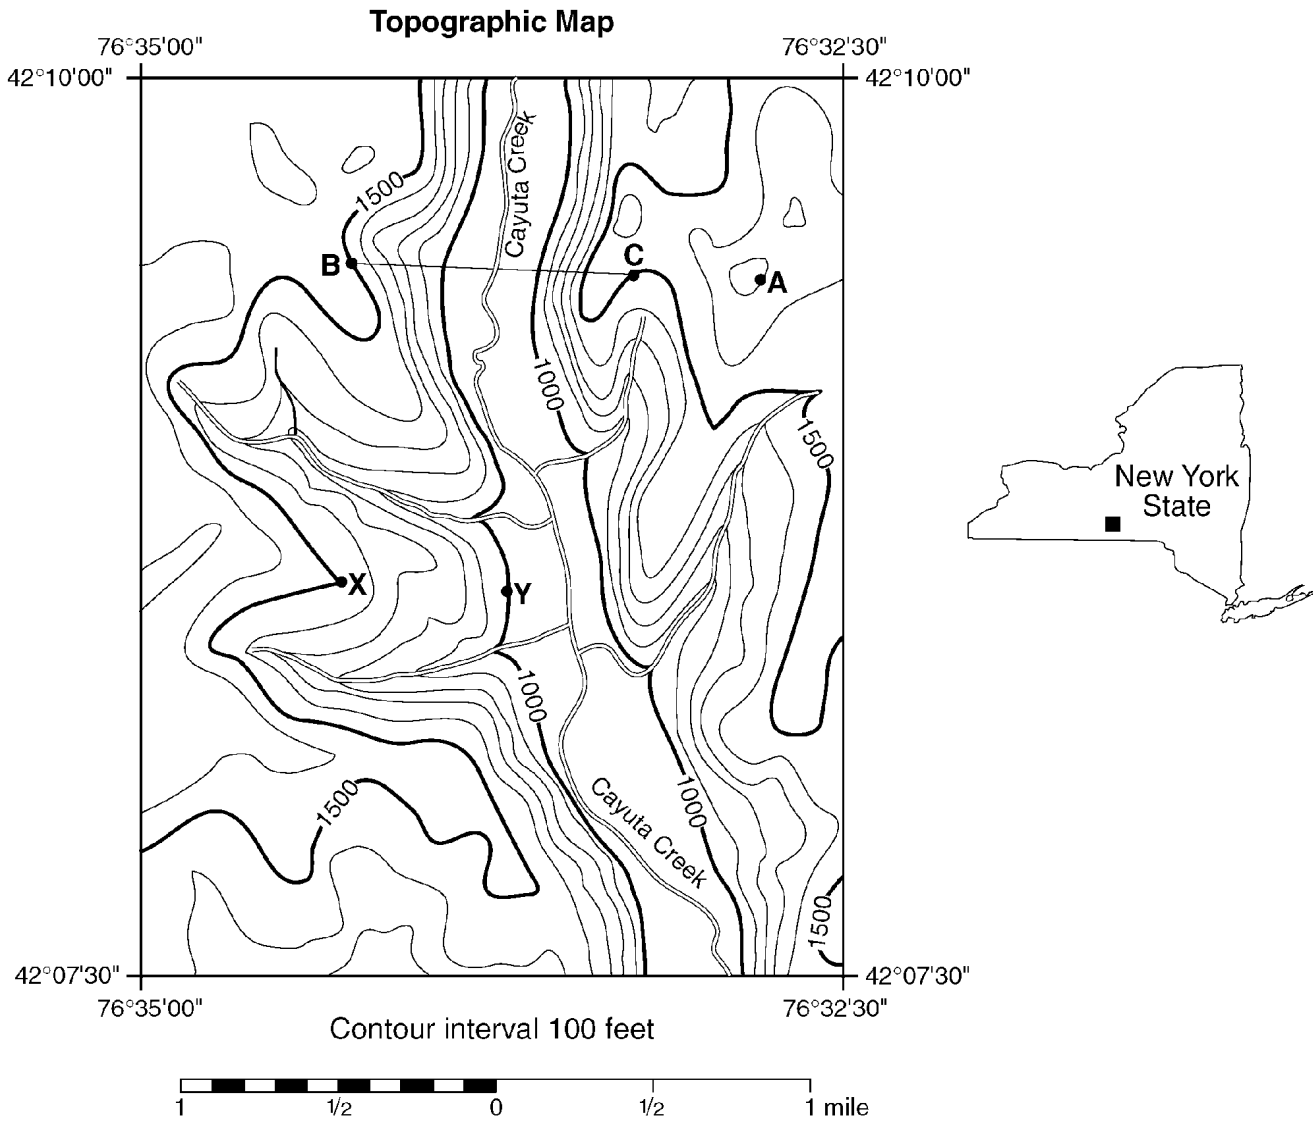 Topographic Map
76°35'00"
76°32'30"
42°10'00"
42°10'00"
Cayuta Creek
1500
B
C
A
1000
1500
New York
State
X
Y
1000
1500
1000
Cayuta Creek
1500
42°07'30"
42°07'30"
76°35'00"
76°32'30"
Contour interval 100 feet
1
1/2
0
1/2
1 mile